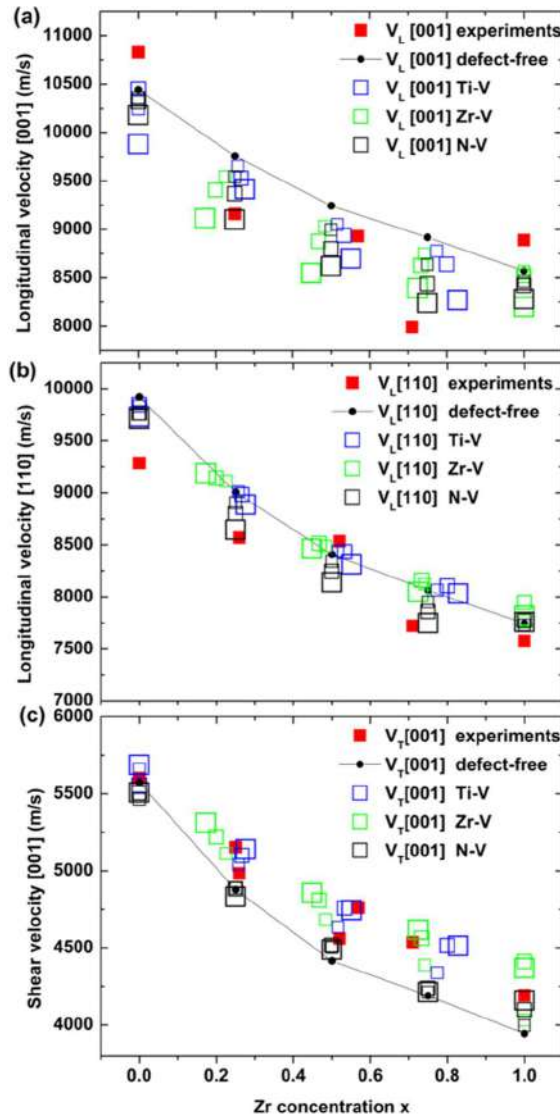 (a)
Longitudinal velocity [001] (m/s)
11000
10500
10000
9500
9000
8500
8000
V_L [001] experiments
V_L [001] defect-free
V_L [001] Ti-V
V_L [001] Zr-V
V_L [001] N-V
(b)
Longitudinal velocity [110] (m/s)
10000
9500
9000
8500
8000
7500
7000
V_L[110] experiments
V_L[110] defect-free
V_L[110] Ti-V
V_L[110] Zr-V
V_L[110] N-V
(c)
Shear velocity [001] (m/s)
6000
5500
5000
4500
4000
V_T[001] experiments
V_T[001] defect-free
V_T[001] Ti-V
V_T[001] Zr-V
V_T[001] N-V
0.0 0.2 0.4 0.6 0.8 1.0
Zr concentration x